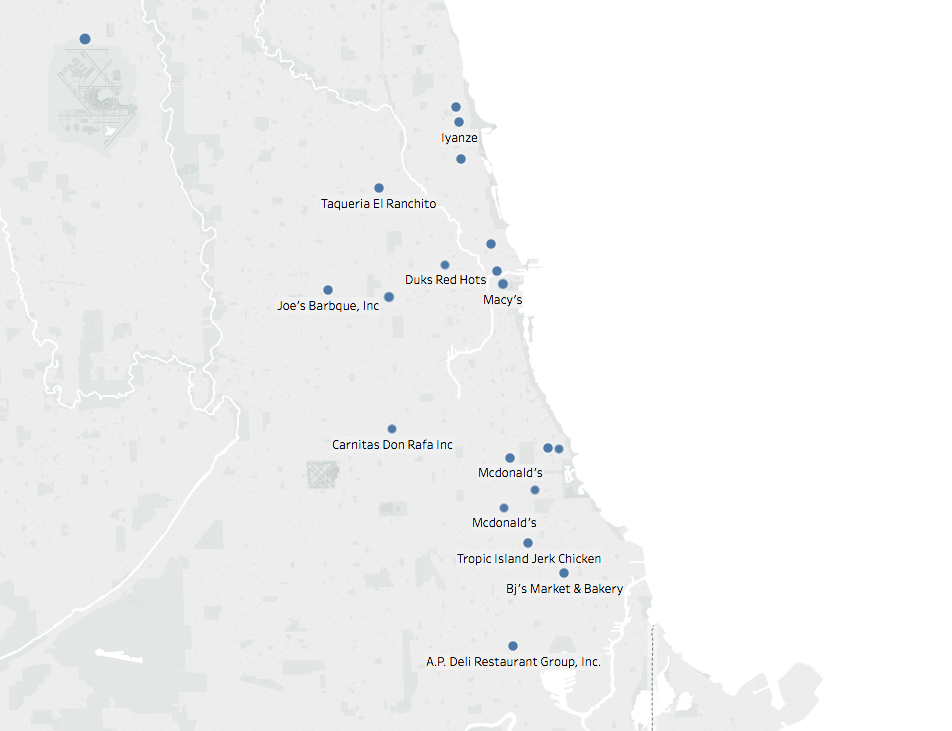 Iyanze
Taqueria El Ranchito
Duks Red Hots
Macy's
Joe's Barbque, Inc
Carnitas Don Rafa Inc
Mcdonald's
Mcdonald's
Tropic Island Jerk Chicken
Bj's Market & Bakery
A.P. Deli Restaurant Group, Inc.